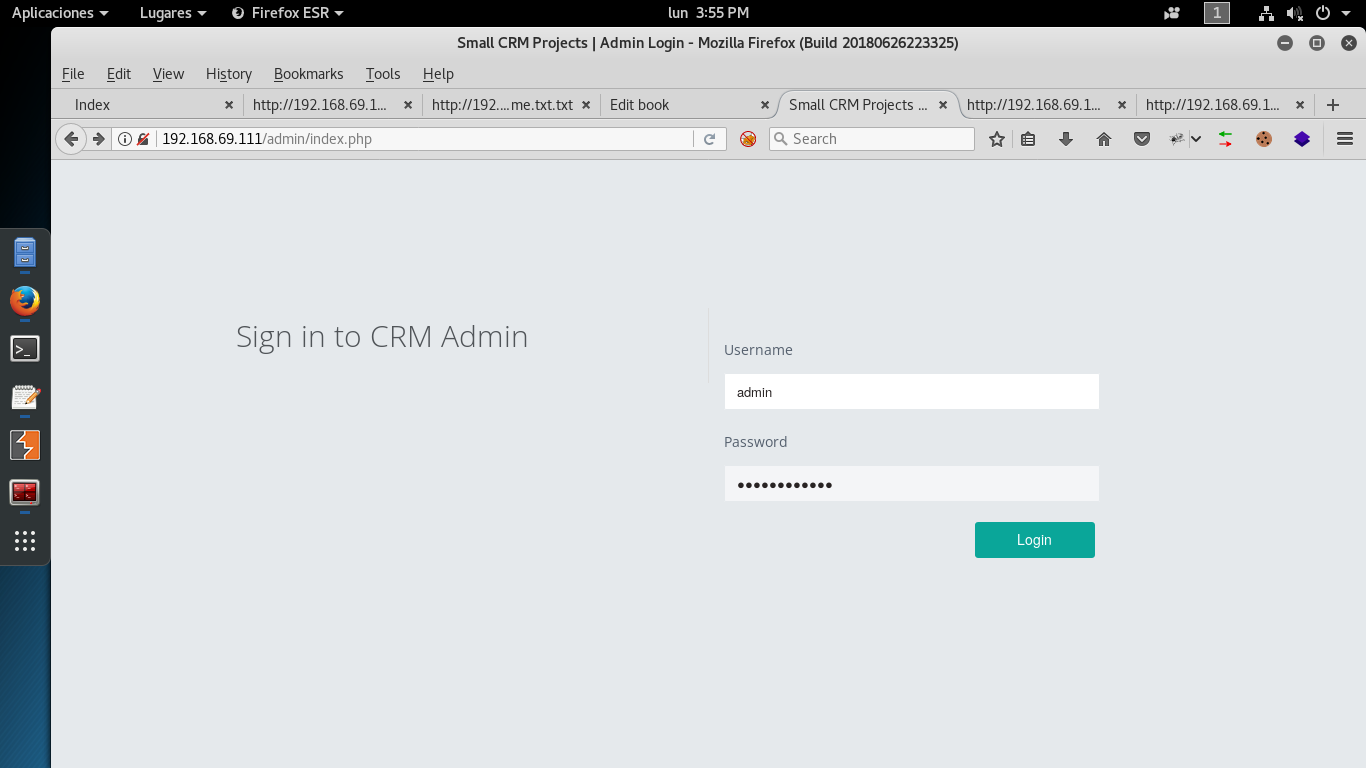 Aplicaciones Lugares Firefox ESR lun 3:55 PM 1
Small CRM Projects | Admin Login - Mozilla Firefox (Build 20180626223325)
File Edit View History Bookmarks Tools Help
Index http://192.168.69.1... http://192....me.txt.txt Edit book Small CRM Projects ... http://192.168.69.1... http://192.168.69.1...
192.168.69.111/admin/index.php Search
Sign in to CRM Admin
Username
admin
Password
●●●●●●●●●●●●
Login